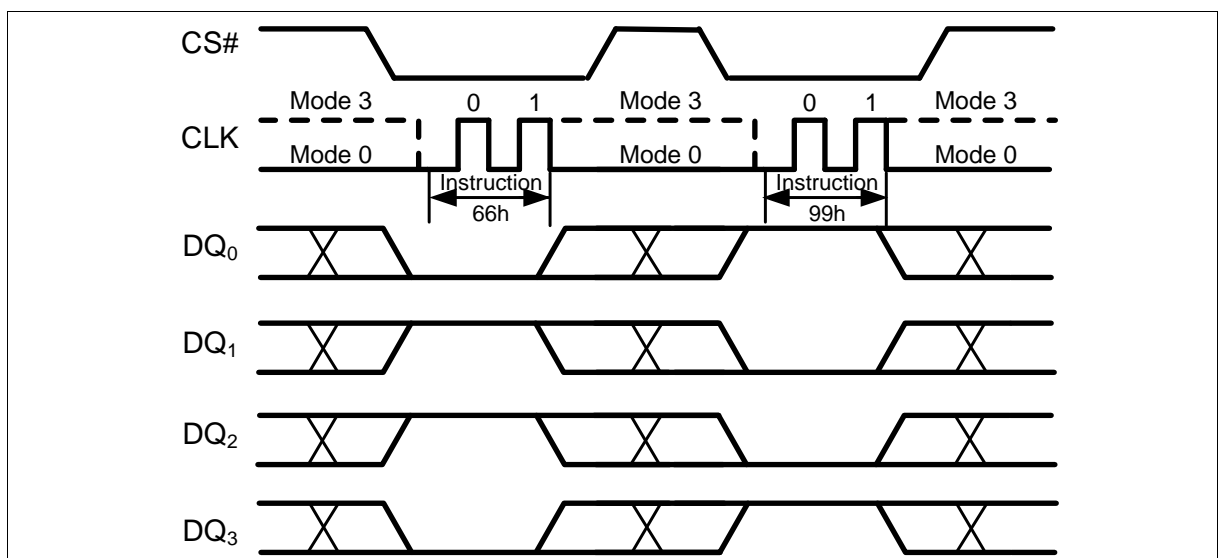 CS#
Mode 3 0 1 Mode 3 0 1 Mode 3
CLK
Mode 0 Mode 0 Mode 0
Instruction Instruction
66h 99h
DQ0
DQ1
DQ2
DQ3